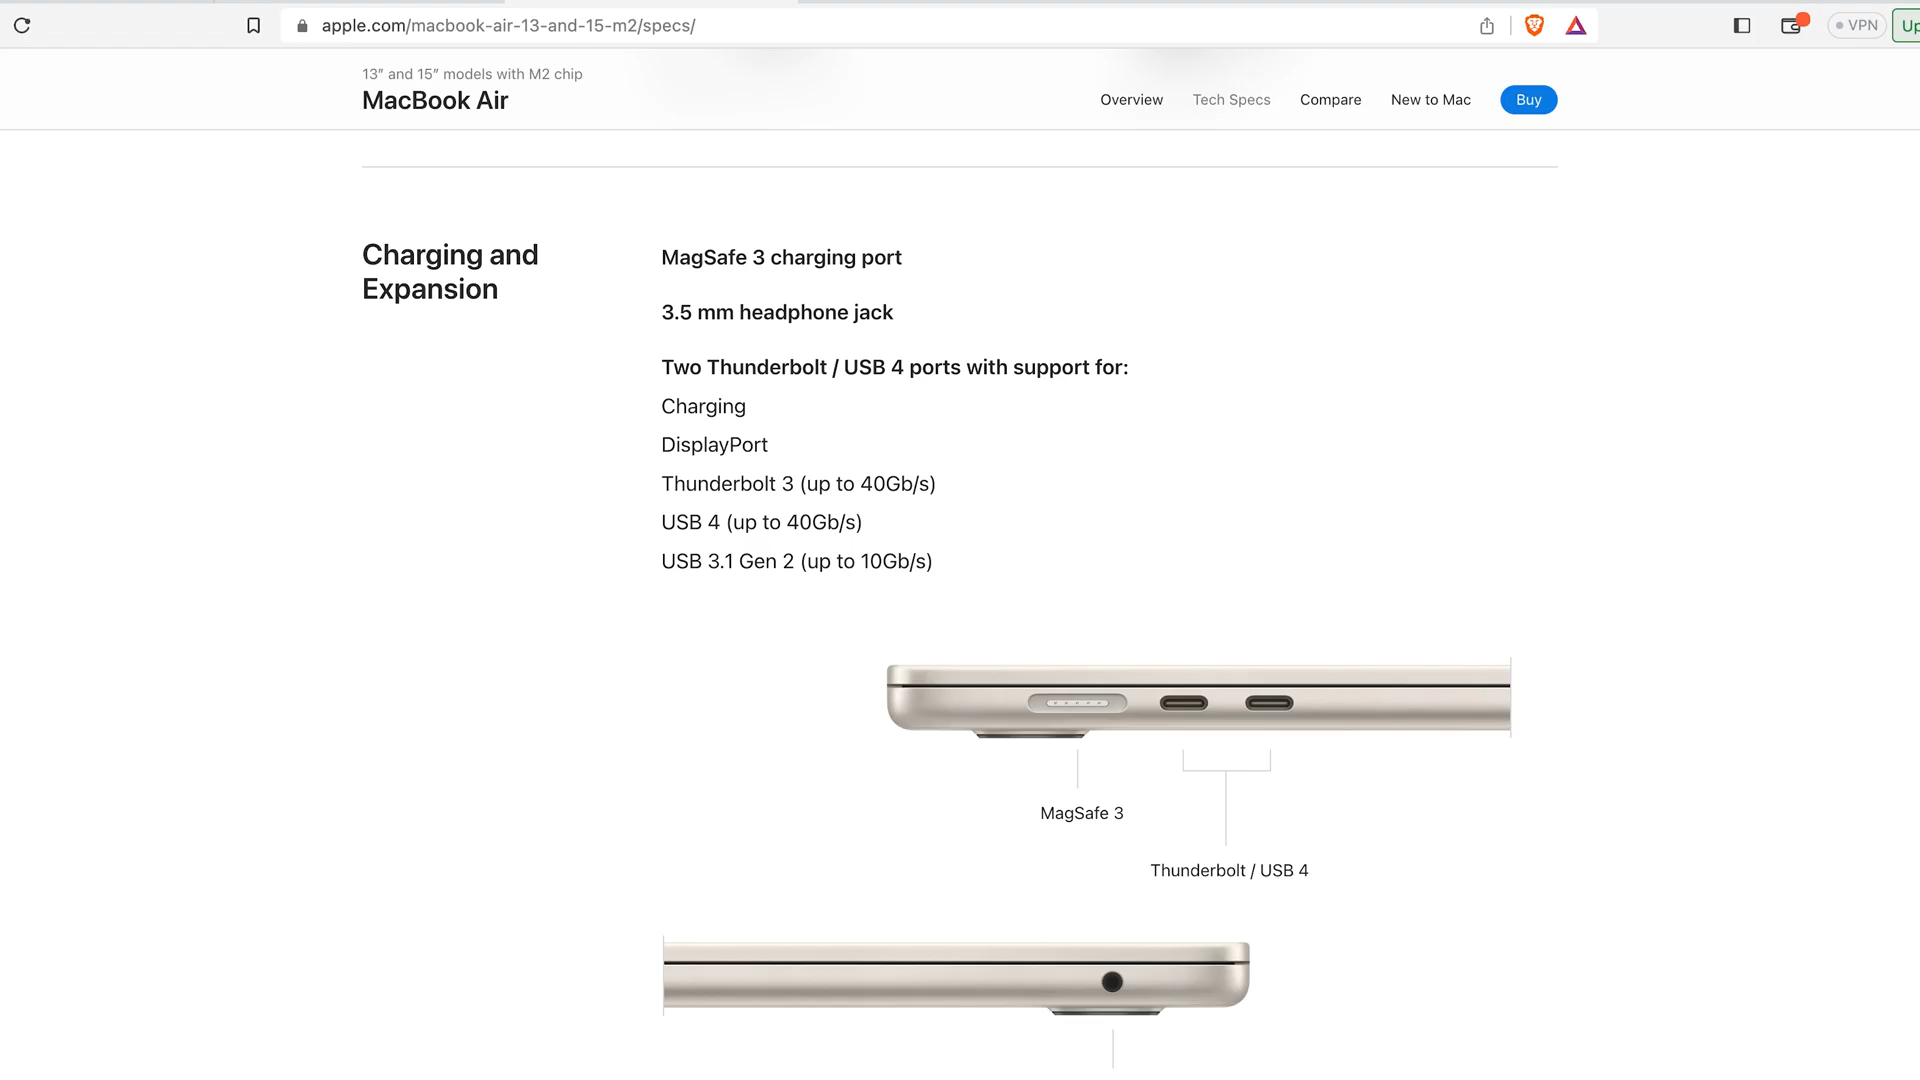 apple.com/macbook-air-13-and-15-m2/specs/
VPN
13″ and 15″ models with M2 chip
MacBook Air
Overview
Tech Specs
Compare
New to Mac
Buy
Charging and
Expansion
MagSafe 3 charging port
3.5 mm headphone jack
Two Thunderbolt / USB 4 ports with support for:
Charging
DisplayPort
Thunderbolt 3 (up to 40Gb/s)
USB 4 (up to 40Gb/s)
USB 3.1 Gen 2 (up to 10Gb/s)
MagSafe 3
Thunderbolt / USB 4